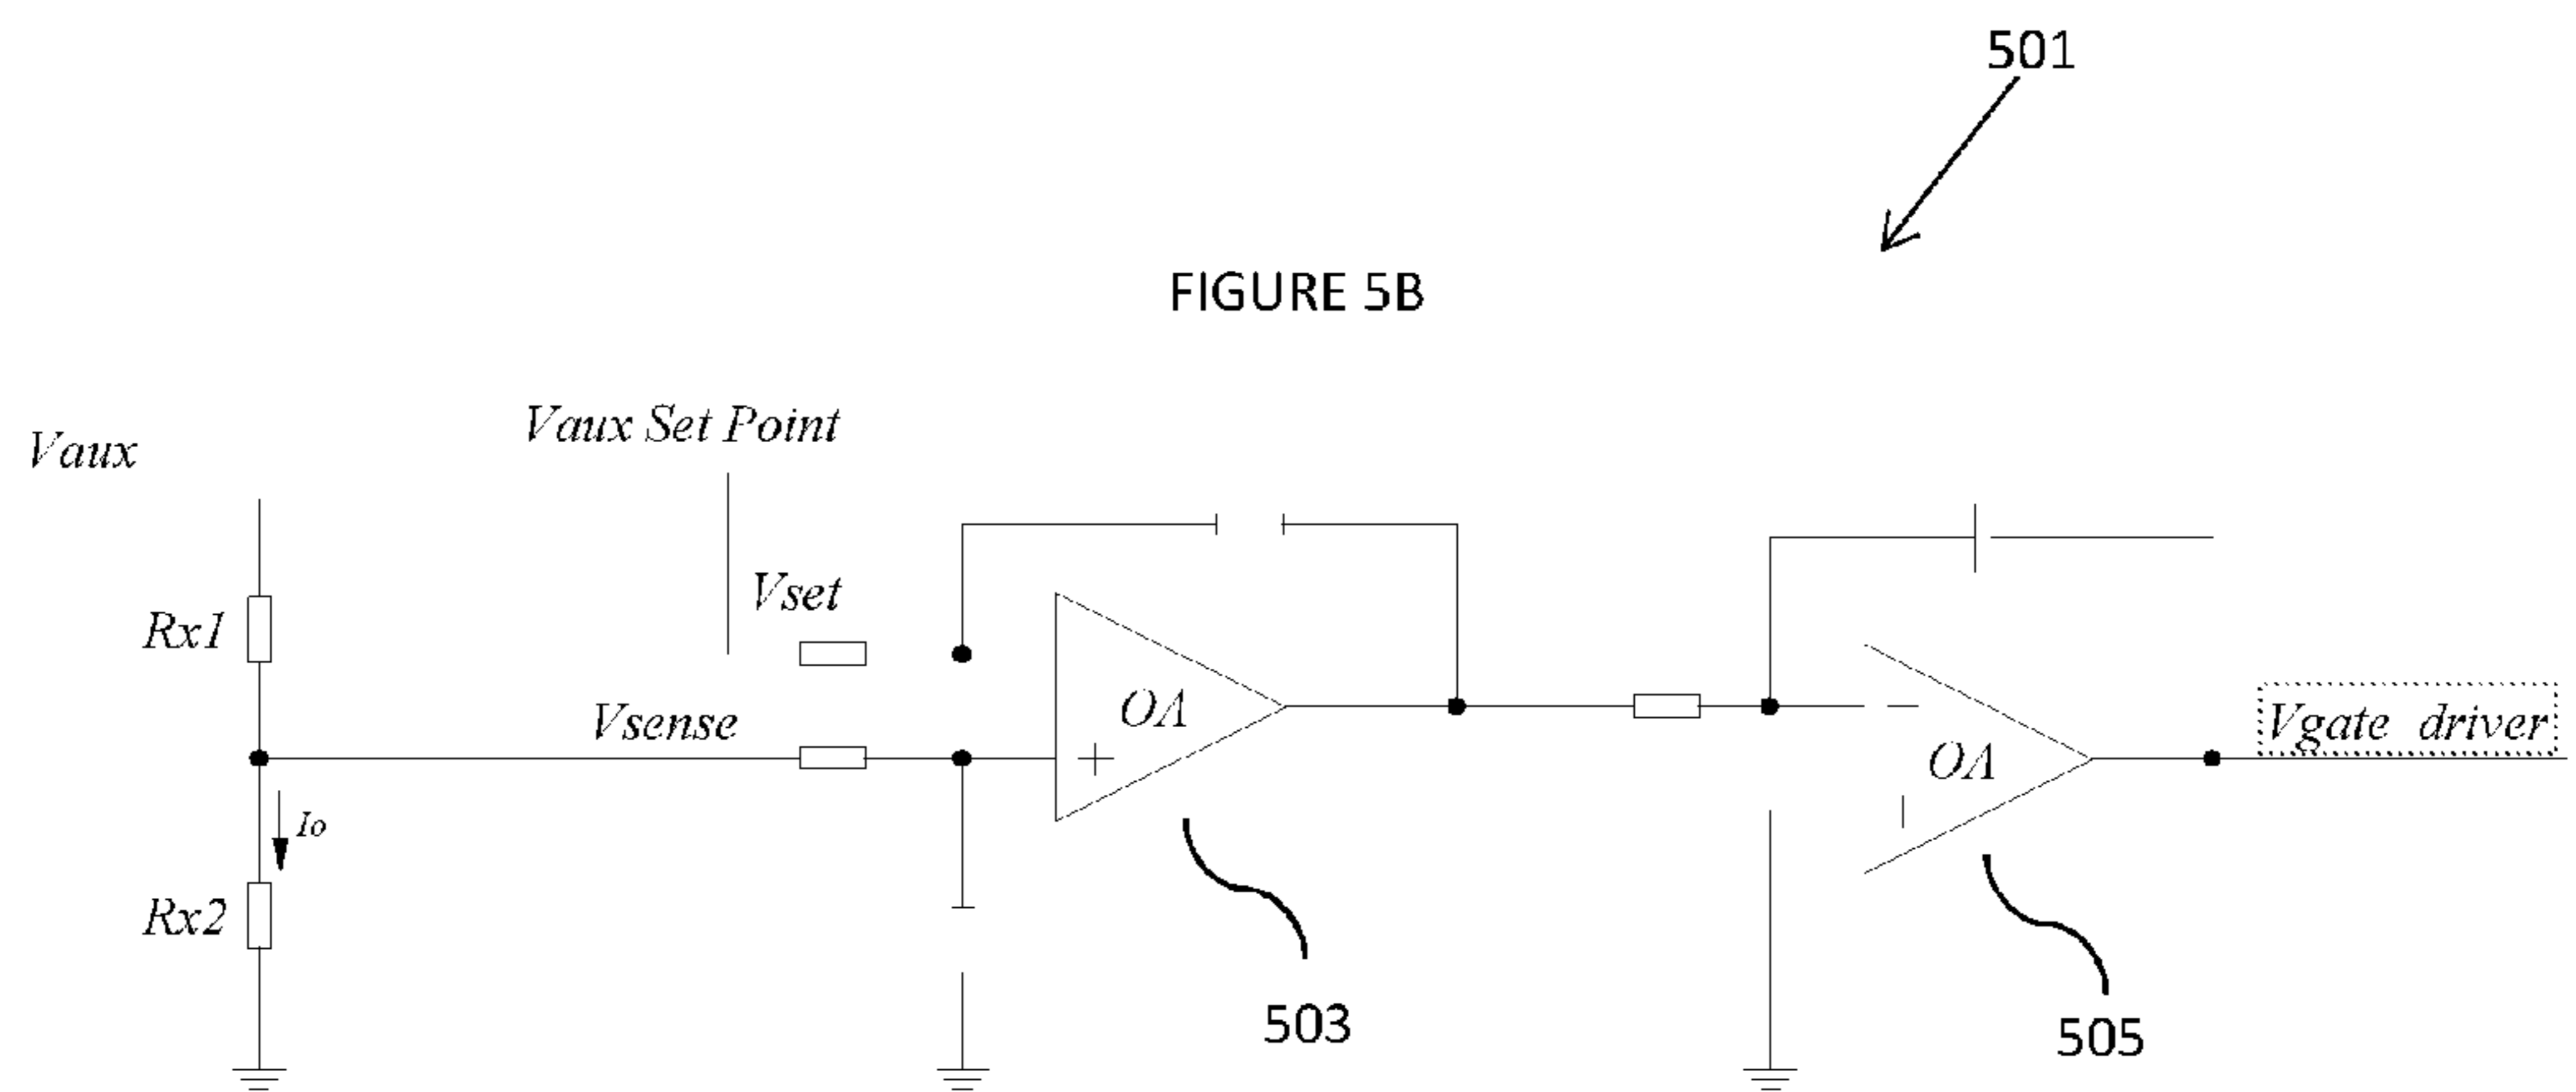 501
FIGURE 5B
Vaux Set Point
Vaux
Vset
Rx1
Vsense
OA
+
−
OA
Vgate driver
Io
Rx2
503
505